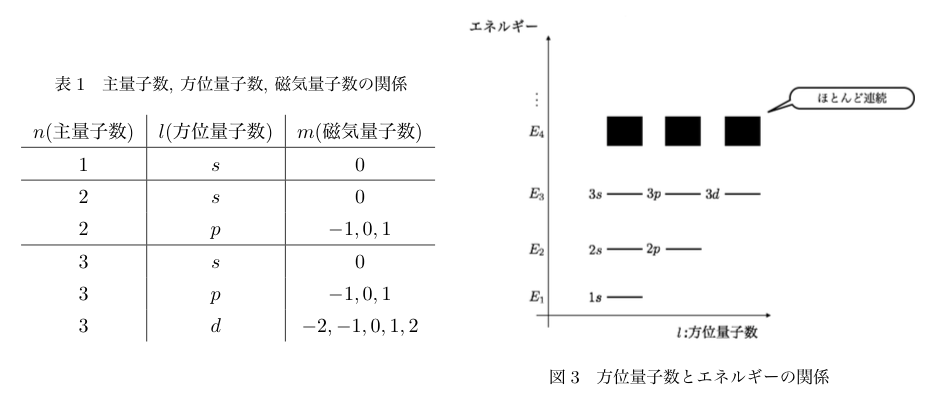 表1 主量子数, 方位量子数, 磁気量子数の関係
n(主量子数) l(方位量子数) m(磁気量子数)
1 s 0
2 s 0
2 p −1, 0, 1
3 s 0
3 p −1, 0, 1
3 d −2, −1, 0, 1, 2
エネルギー
ほとんど連続
⋮
E₄
E₃ 3s 3p 3d
E₂ 2s 2p
E₁ 1s
l:方位量子数
図3 方位量子数とエネルギーの関係